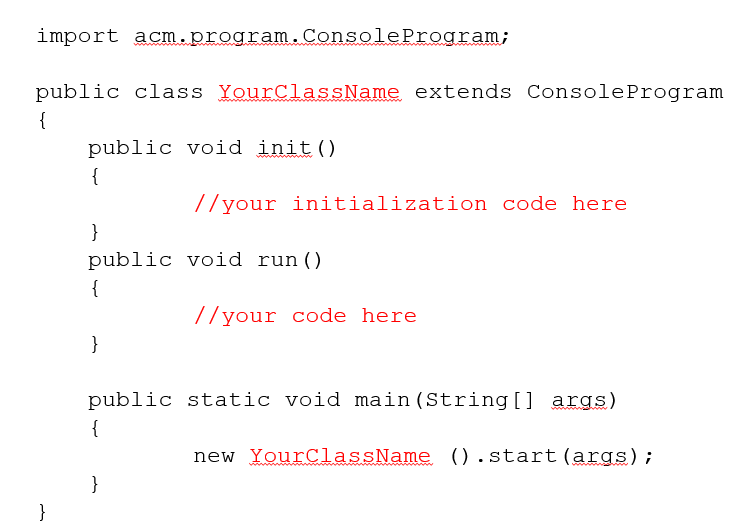 import acm.program.ConsoleProgram;
public class YourClassName extends ConsoleProgram
{
public void init()
{
//your initialization code here
}
public void run()
{
//your code here
}
public static void main(String[] args)
{
new YourClassName ().start(args);
}
}